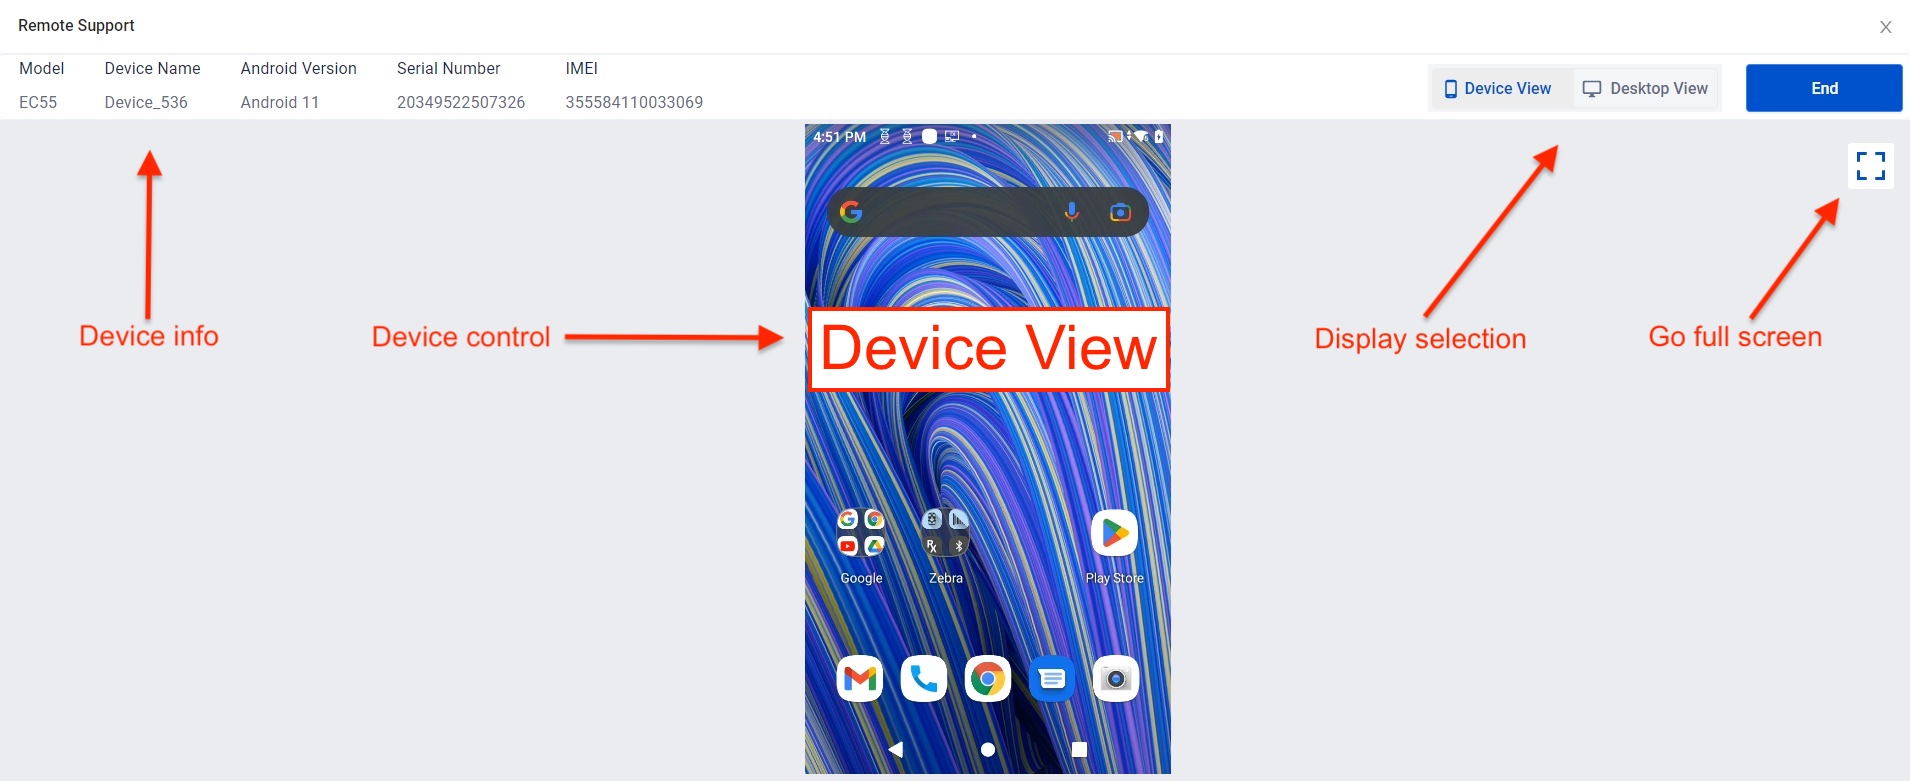 Remote Support
Model Device Name Android Version Serial Number IMEI
EC55 Device_536 Android 11 20349522507326 355584110033069
Device View Desktop View End
4:51 PM
Device info
Device control
Device View
Display selection
Go full screen
Google Zebra Play Store